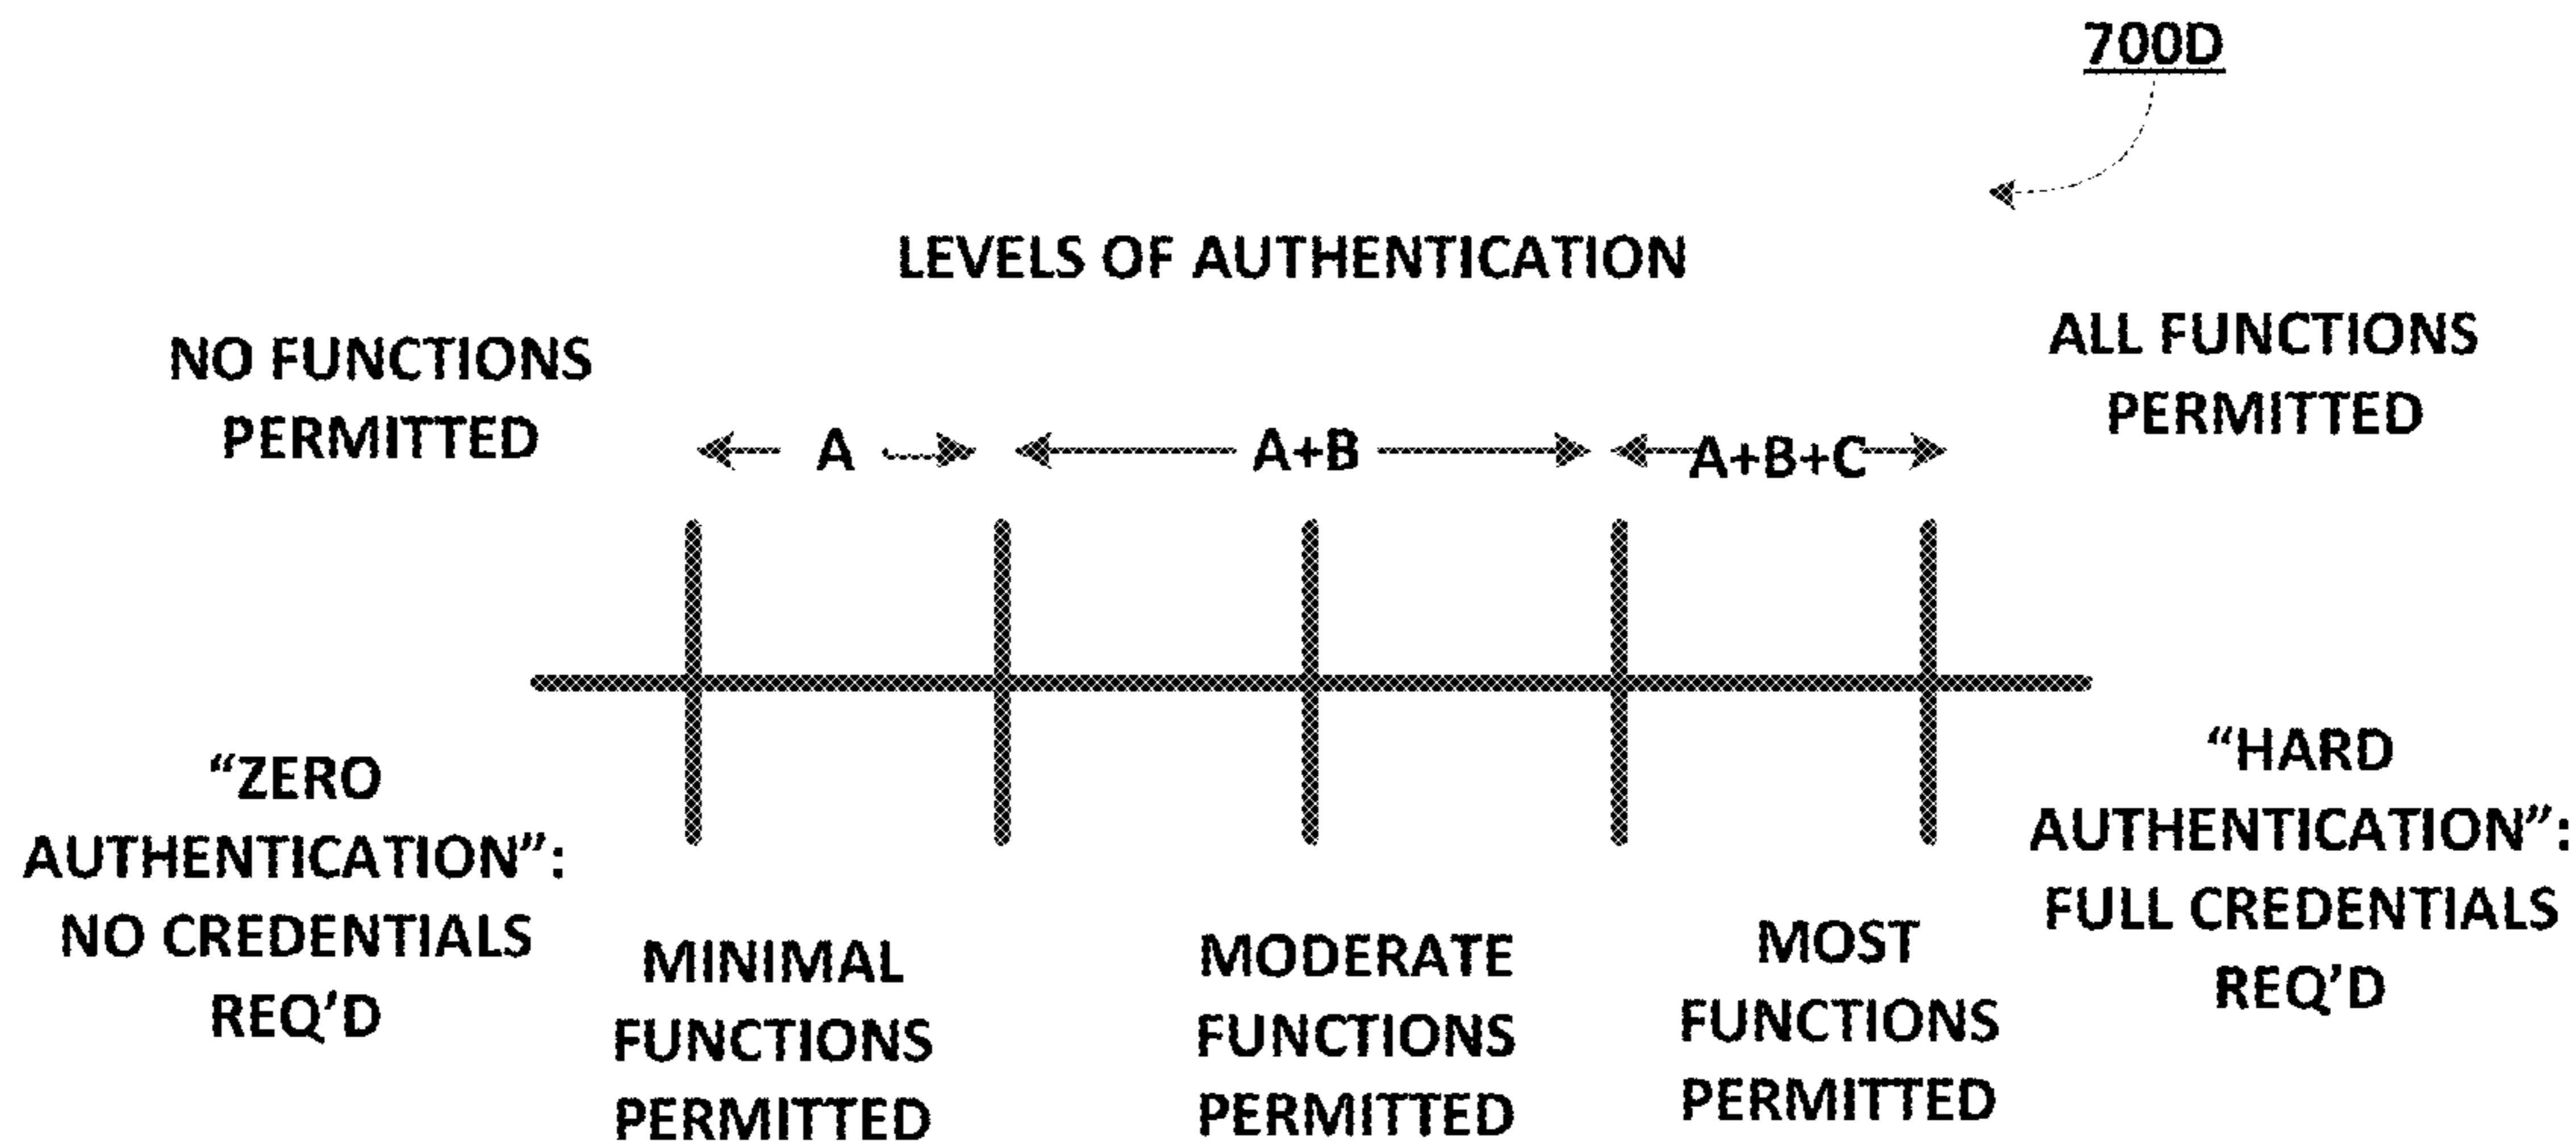 700D
LEVELS OF AUTHENTICATION
NO FUNCTIONS
PERMITTED
ALL FUNCTIONS
PERMITTED
A
A+B
A+B+C
“ZERO
AUTHENTICATION”:
NO CREDENTIALS
REQ’D
MINIMAL
FUNCTIONS
PERMITTED
MODERATE
FUNCTIONS
PERMITTED
MOST
FUNCTIONS
PERMITTED
“HARD
AUTHENTICATION”:
FULL CREDENTIALS
REQ’D